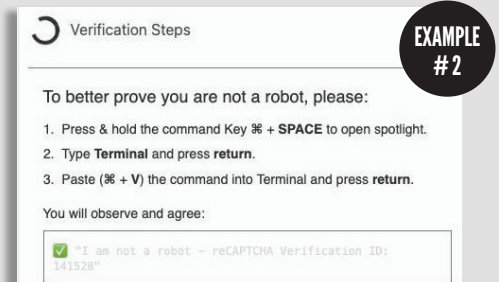 Verification Steps
EXAMPLE
#2
To better prove you are not a robot, please:
1. Press & hold the command Key ⌘ + SPACE to open spotlight.
2. Type Terminal and press return.
3. Paste (⌘ + V) the command into Terminal and press return.
You will observe and agree:
✅ "I am not a robot - reCAPTCHA Verification ID:
141528"